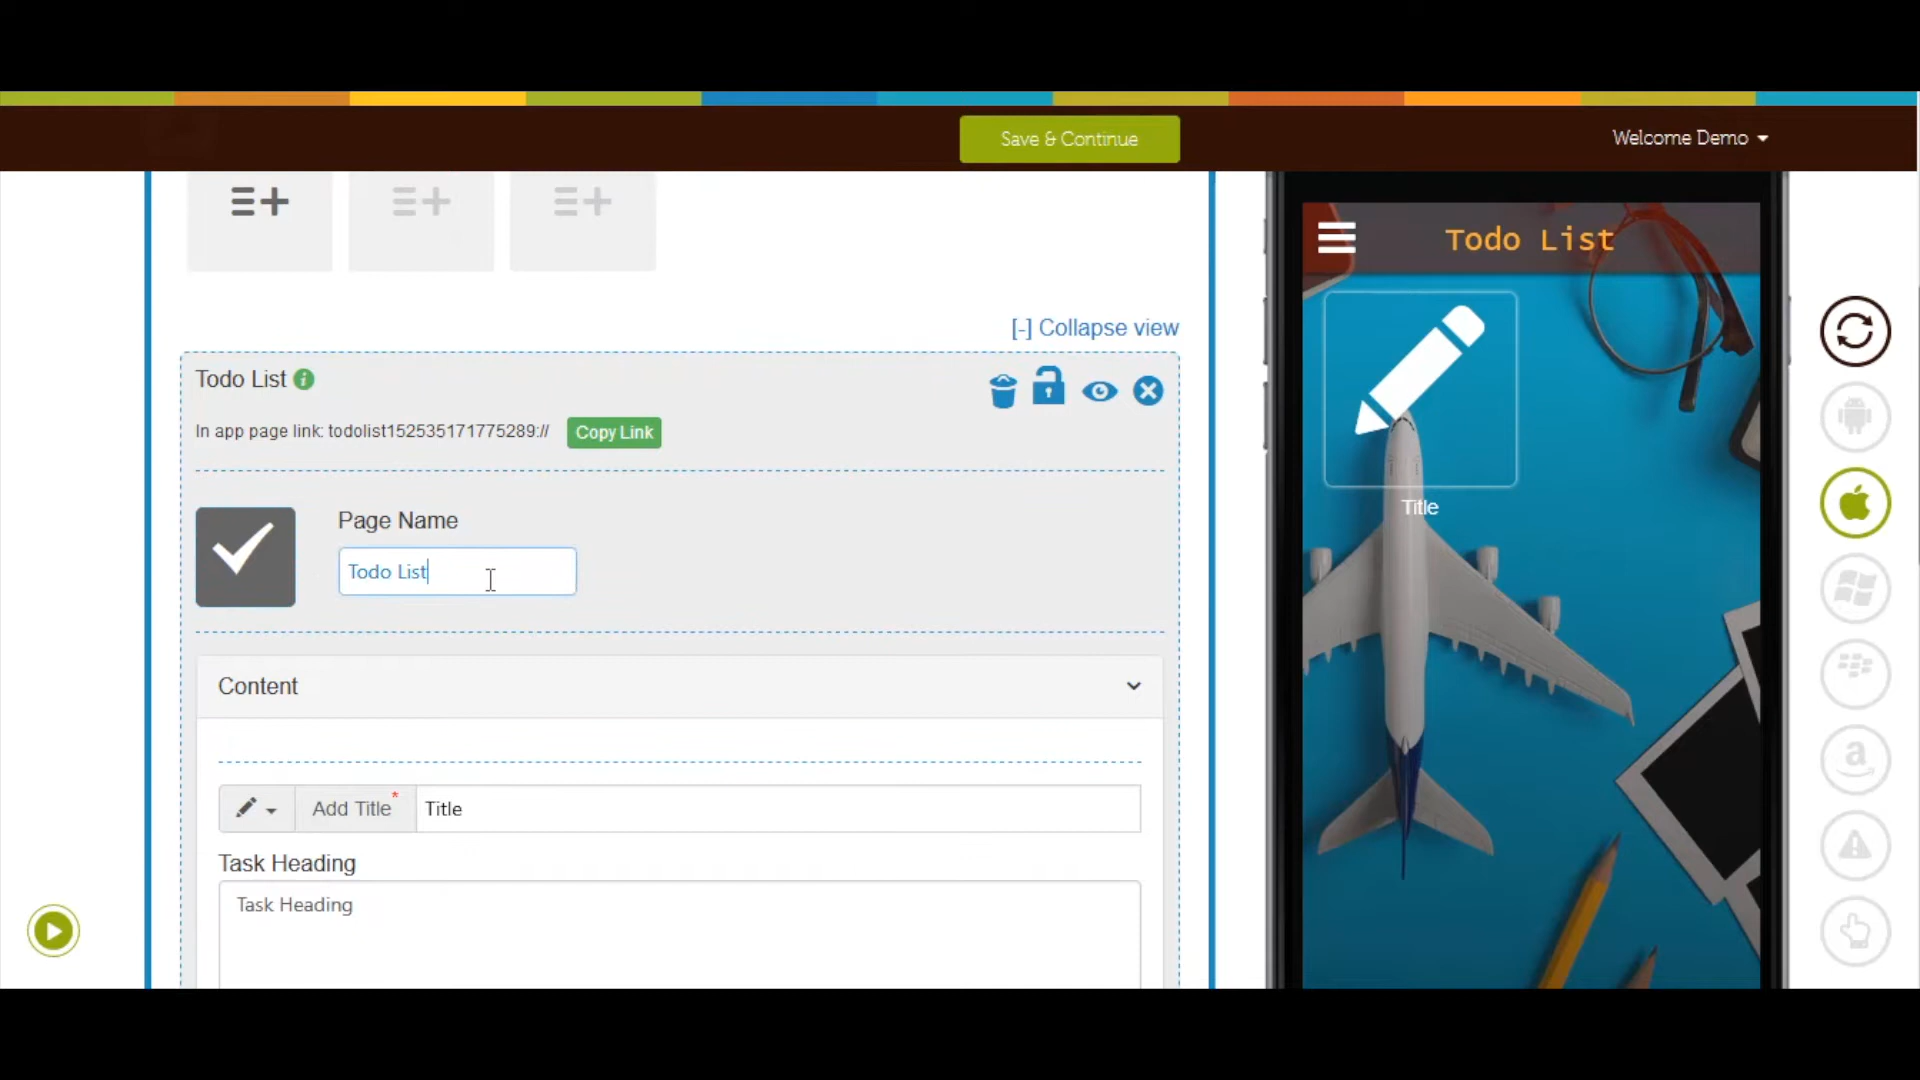 Save & Continue
Welcome Demo
Todo List
[-] Collapse view
Todo List
In app page link: todolist152535171775289://
Copy Link
Title
Page Name
Todo List
Content
Add Title*
Title
Task Heading
Task Heading